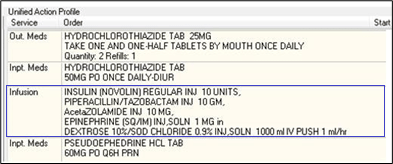 Unified Action Profile
Service Order Start
Out. Meds HYDROCHLOROTHIAZIDE TAB 25MG
TAKE ONE AND ONE-HALF TABLETS BY MOUTH ONCE DAILY
Quantity: 2 Refills: 1
Inpt. Meds HYDROCHLOROTHIAZIDE TAB
50MG PO ONCE DAILY-DIUR
Infusion INSULIN (NOVOLIN) REGULAR INJ 10 UNITS,
PIPERACILLIN/TAZOBACTAM INJ 10 GM,
AcetaZOLAMIDE INJ 10 MG,
EPINEPHRINE (SQ/IM) INJ,SOLN 1 MG in
DEXTROSE 10%/SOD CHLORIDE 0.9% INJ,SOLN 1000 ml IV PUSH 1 ml/hr
Inpt. Meds PSEUDOEPHEDRINE HCL TAB
60MG PO Q6H PRN